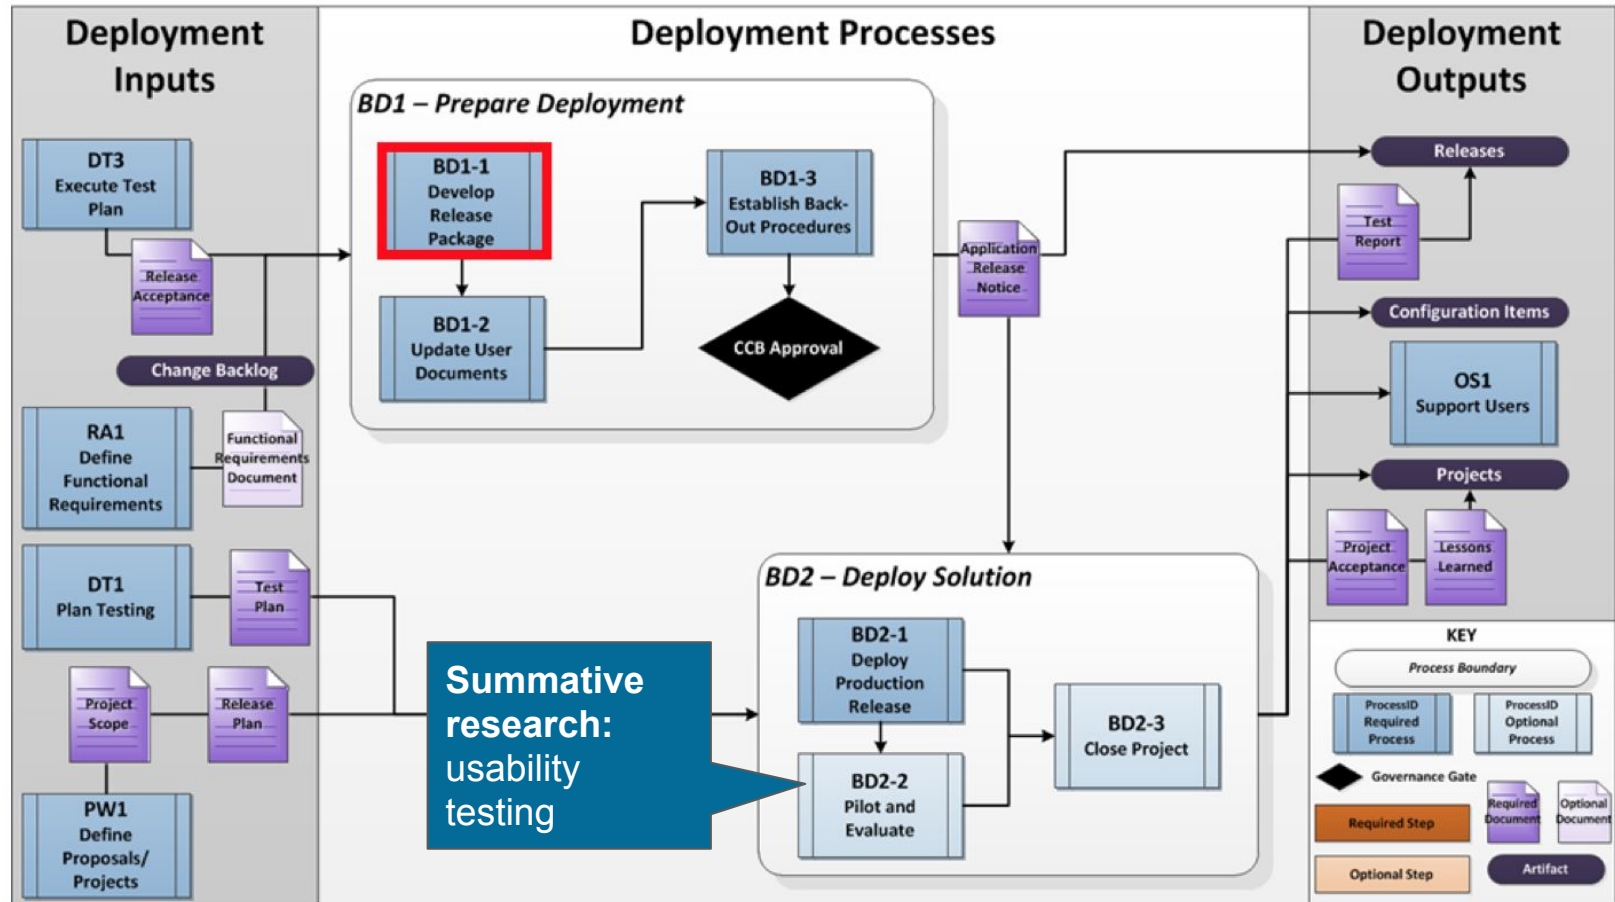 Deployment
Inputs
Deployment Processes
Deployment
Outputs
DT3
Execute Test
Plan
Release
Acceptance
Change Backlog
RA1
Define
Functional
Requirements
Functional
Requirements
Document
DT1
Plan Testing
Test
Plan
Project
Scope
Release
Plan
PW1
Define
Proposals/
Projects
BD1 – Prepare Deployment
BD1-1
Develop
Release
Package
BD1-2
Update User
Documents
BD1-3
Establish Back-
Out Procedures
CCB Approval
Application
Release
Notice
Summative
research:
usability
testing
BD2 – Deploy Solution
BD2-1
Deploy
Production
Release
BD2-2
Pilot and
Evaluate
BD2-3
Close Project
Releases
Test
Report
Configuration Items
OS1
Support Users
Projects
Project
Acceptance
Lessons
Learned
KEY
Process Boundary
ProcessID
Required
Process
ProcessID
Optional
Process
Governance Gate
Required Step
Required
Document
Optional
Document
Optional Step
Artifact